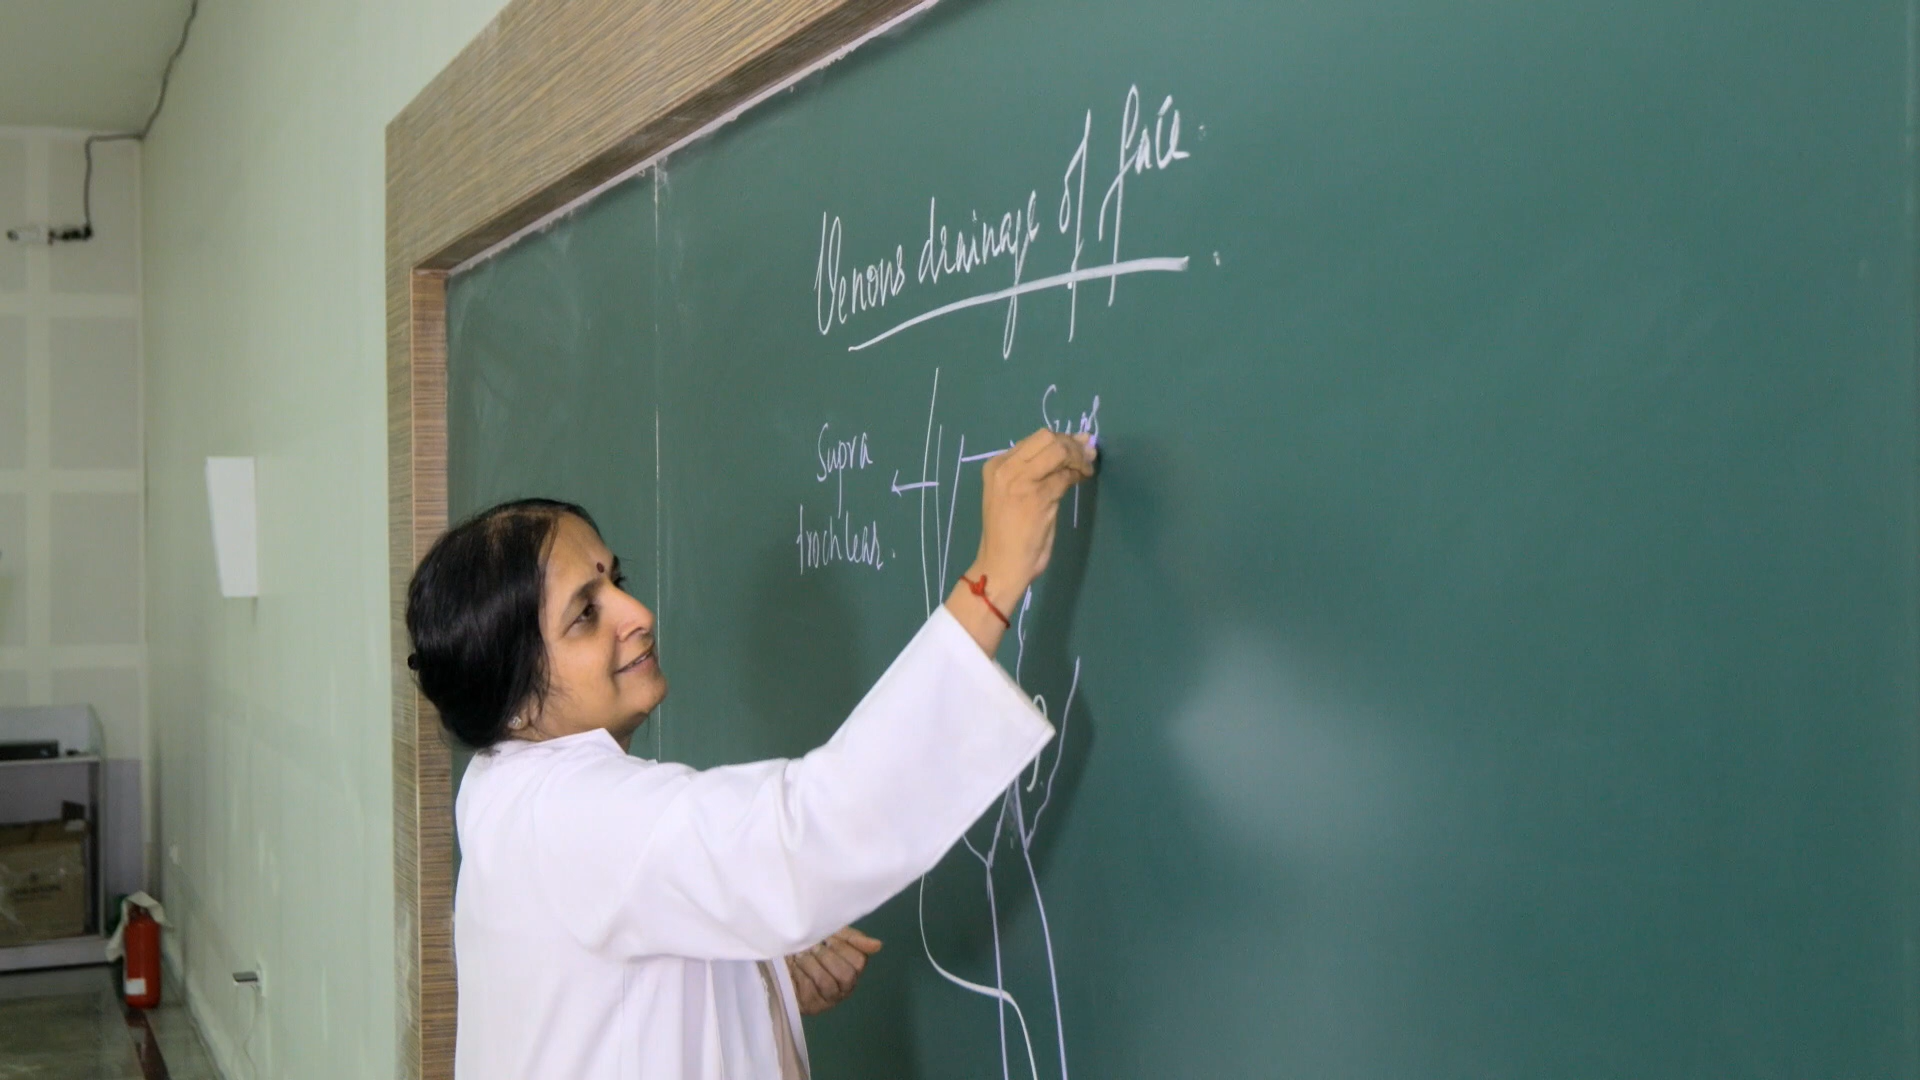 Venous drainage of face
Supra
trochlear.